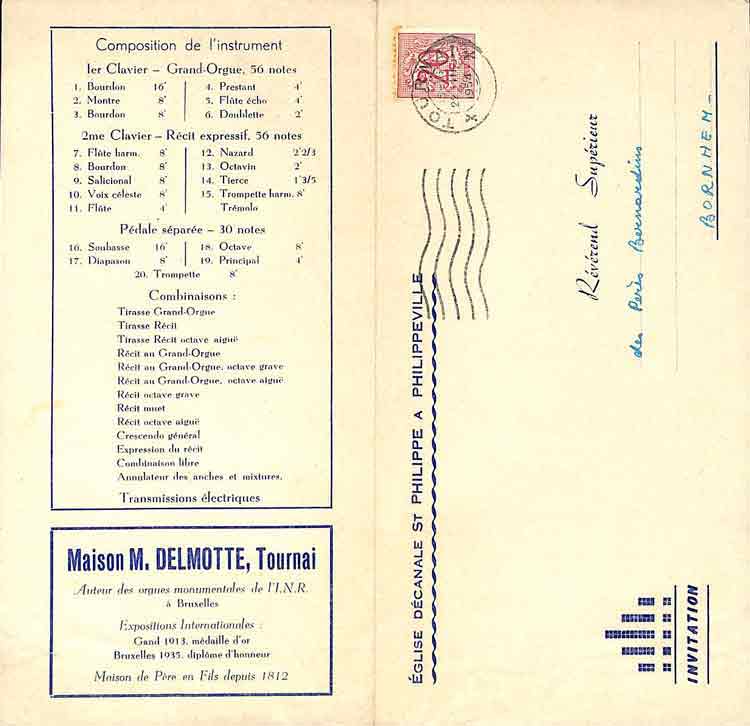 Composition de l'instrument
Ier Clavier – Grand-Orgue, 56 notes
1. Bourdon 16' 4. Prestant 4'
2. Montre 8' 5. Flûte écho 4'
3. Bourdon 8' 6. Doublette 2'
2me Clavier – Récit expressif, 56 notes
7. Flûte harm. 8' 12. Nazard 2'2/3
8. Bourdon 8' 13. Octavin 2'
9. Salicional 8' 14. Tierce 1'3/5
10. Voix céleste 8' 15. Trompette harm. 8'
11. Flûte 4' Trémolo
Pédale séparée – 30 notes
16. Soubasse 16' 18. Octave 8'
17. Diapason 8' 19. Principal 4'
20. Trompette 8'
Combinaisons :
Tirasse Grand-Orgue
Tirasse Récit
Tirasse Récit octave aiguë
Récit au Grand-Orgue
Récit au Grand-Orgue, octave grave
Récit au Grand-Orgue, octave aiguë
Récit octave grave
Récit muet
Récit octave aiguë
Crescendo général
Expression du récit
Combinaison libre
Annulateur des anches et mixtures.
Transmissions électriques
Maison M. DELMOTTE, Tournai
Auteur des orgues monumentales de l'I.N.R.
à Bruxelles
Expositions Internationales :
Gand 1913, médaille d'or
Bruxelles 1935, diplôme d'honneur
Maison de Père en Fils depuis 1812
20
1954
Révérend Supérieur
des Pères Bernardins
BORNHEM –
ÉGLISE DÉCANALE ST PHILIPPE A PHILIPPEVILLE
INVITATION